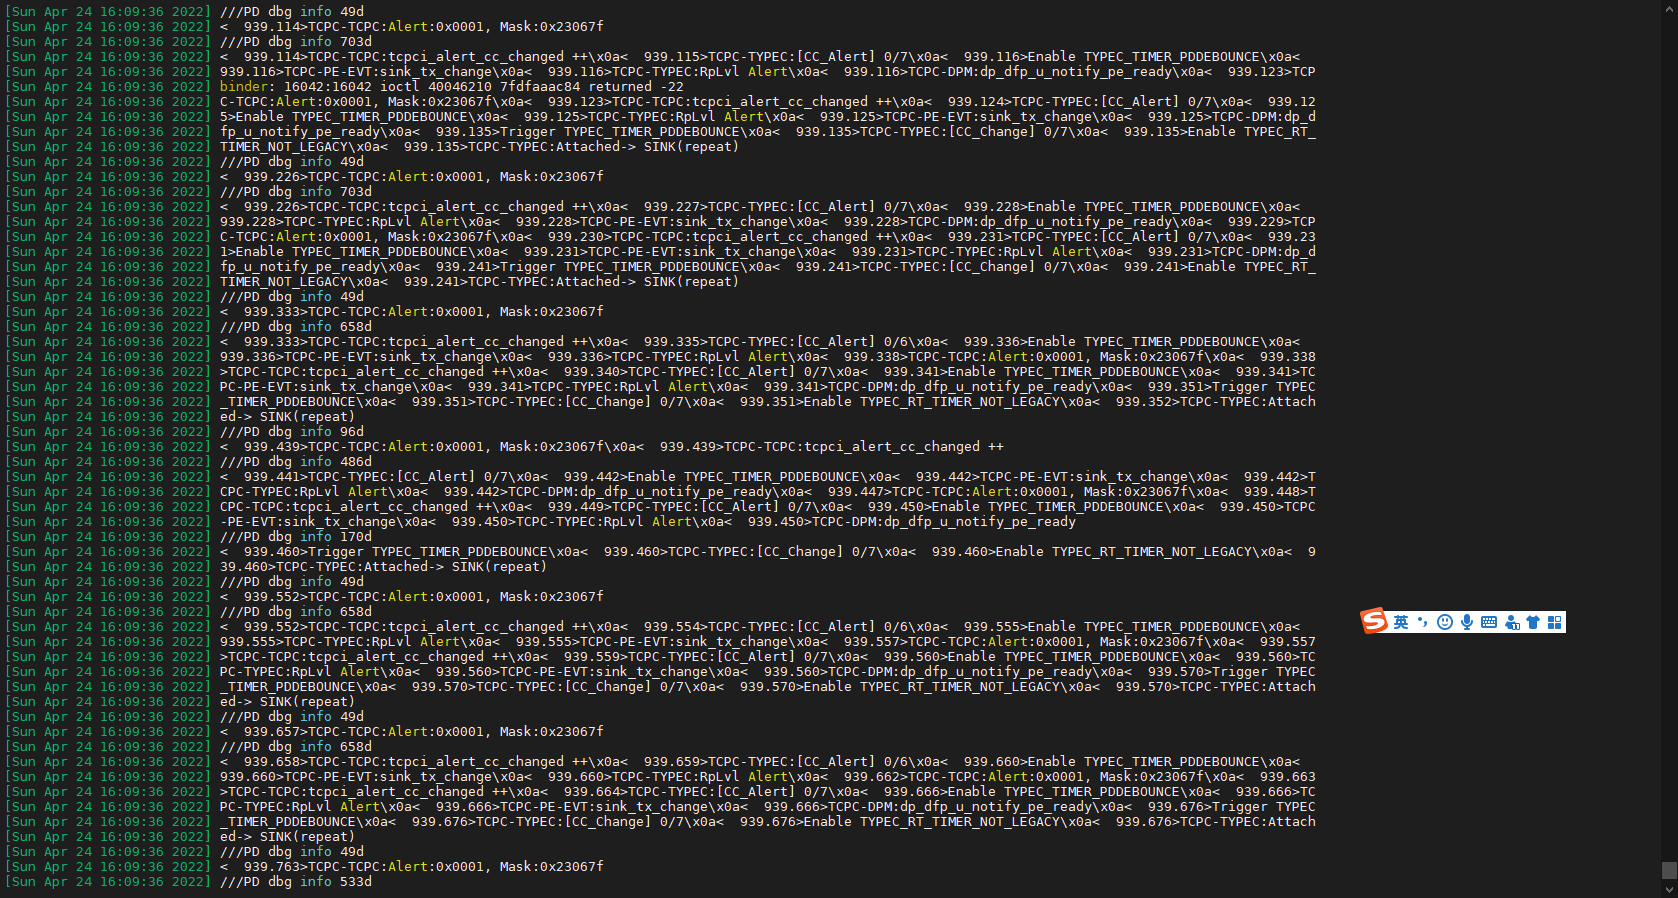 [Sun Apr 24 16:09:36 2022] ///PD dbg info 49d
[Sun Apr 24 16:09:36 2022] <  939.114>TCPC-TCPC:Alert:0x0001, Mask:0x23067f
[Sun Apr 24 16:09:36 2022] ///PD dbg info 703d
[Sun Apr 24 16:09:36 2022] <  939.114>TCPC-TCPC:tcpci_alert_cc_changed ++\x0a<  939.115>TCPC-TYPEC:[CC_Alert] 0/7\x0a<  939.116>Enable TYPEC_TIMER_PDDEBOUNCE\x0a<
[Sun Apr 24 16:09:36 2022] 939.116>TCPC-PE-EVT:sink_tx_change\x0a<  939.116>TCPC-TYPEC:RpLvl Alert\x0a<  939.116>TCPC-DPM:dp_dfp_u_notify_pe_ready\x0a<  939.123>TCP
[Sun Apr 24 16:09:36 2022] binder: 16042:16042 ioctl 40046210 7fdfaaac84 returned -22
[Sun Apr 24 16:09:36 2022] C-TCPC:Alert:0x0001, Mask:0x23067f\x0a<  939.123>TCPC-TCPC:tcpci_alert_cc_changed ++\x0a<  939.124>TCPC-TYPEC:[CC_Alert] 0/7\x0a<  939.12
[Sun Apr 24 16:09:36 2022] 5>Enable TYPEC_TIMER_PDDEBOUNCE\x0a<  939.125>TCPC-TYPEC:RpLvl Alert\x0a<  939.125>TCPC-PE-EVT:sink_tx_change\x0a<  939.125>TCPC-DPM:dp_d
[Sun Apr 24 16:09:36 2022] fp_u_notify_pe_ready\x0a<  939.135>Trigger TYPEC_TIMER_PDDEBOUNCE\x0a<  939.135>TCPC-TYPEC:[CC_Change] 0/7\x0a<  939.135>Enable TYPEC_RT_
[Sun Apr 24 16:09:36 2022] TIMER_NOT_LEGACY\x0a<  939.135>TCPC-TYPEC:Attached-> SINK(repeat)
[Sun Apr 24 16:09:36 2022] ///PD dbg info 49d
[Sun Apr 24 16:09:36 2022] <  939.226>TCPC-TCPC:Alert:0x0001, Mask:0x23067f
[Sun Apr 24 16:09:36 2022] ///PD dbg info 703d
[Sun Apr 24 16:09:36 2022] <  939.226>TCPC-TCPC:tcpci_alert_cc_changed ++\x0a<  939.227>TCPC-TYPEC:[CC_Alert] 0/7\x0a<  939.228>Enable TYPEC_TIMER_PDDEBOUNCE\x0a<
[Sun Apr 24 16:09:36 2022] 939.228>TCPC-TYPEC:RpLvl Alert\x0a<  939.228>TCPC-PE-EVT:sink_tx_change\x0a<  939.228>TCPC-DPM:dp_dfp_u_notify_pe_ready\x0a<  939.229>TCP
[Sun Apr 24 16:09:36 2022] C-TCPC:Alert:0x0001, Mask:0x23067f\x0a<  939.230>TCPC-TCPC:tcpci_alert_cc_changed ++\x0a<  939.231>TCPC-TYPEC:[CC_Alert] 0/7\x0a<  939.23
[Sun Apr 24 16:09:36 2022] 1>Enable TYPEC_TIMER_PDDEBOUNCE\x0a<  939.231>TCPC-PE-EVT:sink_tx_change\x0a<  939.231>TCPC-TYPEC:RpLvl Alert\x0a<  939.231>TCPC-DPM:dp_d
[Sun Apr 24 16:09:36 2022] fp_u_notify_pe_ready\x0a<  939.241>Trigger TYPEC_TIMER_PDDEBOUNCE\x0a<  939.241>TCPC-TYPEC:[CC_Change] 0/7\x0a<  939.241>Enable TYPEC_RT_
[Sun Apr 24 16:09:36 2022] TIMER_NOT_LEGACY\x0a<  939.241>TCPC-TYPEC:Attached-> SINK(repeat)
[Sun Apr 24 16:09:36 2022] ///PD dbg info 49d
[Sun Apr 24 16:09:36 2022] <  939.333>TCPC-TCPC:Alert:0x0001, Mask:0x23067f
[Sun Apr 24 16:09:36 2022] ///PD dbg info 658d
[Sun Apr 24 16:09:36 2022] <  939.333>TCPC-TCPC:tcpci_alert_cc_changed ++\x0a<  939.335>TCPC-TYPEC:[CC_Alert] 0/6\x0a<  939.336>Enable TYPEC_TIMER_PDDEBOUNCE\x0a<
[Sun Apr 24 16:09:36 2022] 939.336>TCPC-PE-EVT:sink_tx_change\x0a<  939.336>TCPC-TYPEC:RpLvl Alert\x0a<  939.338>TCPC-TCPC:Alert:0x0001, Mask:0x23067f\x0a<  939.338
[Sun Apr 24 16:09:36 2022] >TCPC-TCPC:tcpci_alert_cc_changed ++\x0a<  939.340>TCPC-TYPEC:[CC_Alert] 0/7\x0a<  939.341>Enable TYPEC_TIMER_PDDEBOUNCE\x0a<  939.341>TC
[Sun Apr 24 16:09:36 2022] PC-PE-EVT:sink_tx_change\x0a<  939.341>TCPC-TYPEC:RpLvl Alert\x0a<  939.341>TCPC-DPM:dp_dfp_u_notify_pe_ready\x0a<  939.351>Trigger TYPEC
[Sun Apr 24 16:09:36 2022] _TIMER_PDDEBOUNCE\x0a<  939.351>TCPC-TYPEC:[CC_Change] 0/7\x0a<  939.351>Enable TYPEC_RT_TIMER_NOT_LEGACY\x0a<  939.352>TCPC-TYPEC:Attach
[Sun Apr 24 16:09:36 2022] ed-> SINK(repeat)
[Sun Apr 24 16:09:36 2022] ///PD dbg info 96d
[Sun Apr 24 16:09:36 2022] <  939.439>TCPC-TCPC:Alert:0x0001, Mask:0x23067f\x0a<  939.439>TCPC-TCPC:tcpci_alert_cc_changed ++
[Sun Apr 24 16:09:36 2022] ///PD dbg info 486d
[Sun Apr 24 16:09:36 2022] <  939.441>TCPC-TYPEC:[CC_Alert] 0/7\x0a<  939.442>Enable TYPEC_TIMER_PDDEBOUNCE\x0a<  939.442>TCPC-PE-EVT:sink_tx_change\x0a<  939.442>T
[Sun Apr 24 16:09:36 2022] CPC-TYPEC:RpLvl Alert\x0a<  939.442>TCPC-DPM:dp_dfp_u_notify_pe_ready\x0a<  939.447>TCPC-TCPC:Alert:0x0001, Mask:0x23067f\x0a<  939.448>T
[Sun Apr 24 16:09:36 2022] CPC-TCPC:tcpci_alert_cc_changed ++\x0a<  939.449>TCPC-TYPEC:[CC_Alert] 0/7\x0a<  939.450>Enable TYPEC_TIMER_PDDEBOUNCE\x0a<  939.450>TCPC
[Sun Apr 24 16:09:36 2022] -PE-EVT:sink_tx_change\x0a<  939.450>TCPC-TYPEC:RpLvl Alert\x0a<  939.450>TCPC-DPM:dp_dfp_u_notify_pe_ready
[Sun Apr 24 16:09:36 2022] ///PD dbg info 170d
[Sun Apr 24 16:09:36 2022] <  939.460>Trigger TYPEC_TIMER_PDDEBOUNCE\x0a<  939.460>TCPC-TYPEC:[CC_Change] 0/7\x0a<  939.460>Enable TYPEC_RT_TIMER_NOT_LEGACY\x0a<  9
[Sun Apr 24 16:09:36 2022] 39.460>TCPC-TYPEC:Attached-> SINK(repeat)
[Sun Apr 24 16:09:36 2022] ///PD dbg info 49d
[Sun Apr 24 16:09:36 2022] <  939.552>TCPC-TCPC:Alert:0x0001, Mask:0x23067f
[Sun Apr 24 16:09:36 2022] ///PD dbg info 658d
[Sun Apr 24 16:09:36 2022] <  939.552>TCPC-TCPC:tcpci_alert_cc_changed ++\x0a<  939.554>TCPC-TYPEC:[CC_Alert] 0/6\x0a<  939.555>Enable TYPEC_TIMER_PDDEBOUNCE\x0a<
[Sun Apr 24 16:09:36 2022] 939.555>TCPC-TYPEC:RpLvl Alert\x0a<  939.555>TCPC-PE-EVT:sink_tx_change\x0a<  939.557>TCPC-TCPC:Alert:0x0001, Mask:0x23067f\x0a<  939.557
[Sun Apr 24 16:09:36 2022] >TCPC-TCPC:tcpci_alert_cc_changed ++\x0a<  939.559>TCPC-TYPEC:[CC_Alert] 0/7\x0a<  939.560>Enable TYPEC_TIMER_PDDEBOUNCE\x0a<  939.560>TC
[Sun Apr 24 16:09:36 2022] PC-TYPEC:RpLvl Alert\x0a<  939.560>TCPC-PE-EVT:sink_tx_change\x0a<  939.560>TCPC-DPM:dp_dfp_u_notify_pe_ready\x0a<  939.570>Trigger TYPEC
[Sun Apr 24 16:09:36 2022] _TIMER_PDDEBOUNCE\x0a<  939.570>TCPC-TYPEC:[CC_Change] 0/7\x0a<  939.570>Enable TYPEC_RT_TIMER_NOT_LEGACY\x0a<  939.570>TCPC-TYPEC:Attach
[Sun Apr 24 16:09:36 2022] ed-> SINK(repeat)
[Sun Apr 24 16:09:36 2022] ///PD dbg info 49d
[Sun Apr 24 16:09:36 2022] <  939.657>TCPC-TCPC:Alert:0x0001, Mask:0x23067f
[Sun Apr 24 16:09:36 2022] ///PD dbg info 658d
[Sun Apr 24 16:09:36 2022] <  939.658>TCPC-TCPC:tcpci_alert_cc_changed ++\x0a<  939.659>TCPC-TYPEC:[CC_Alert] 0/6\x0a<  939.660>Enable TYPEC_TIMER_PDDEBOUNCE\x0a<
[Sun Apr 24 16:09:36 2022] 939.660>TCPC-PE-EVT:sink_tx_change\x0a<  939.660>TCPC-TYPEC:RpLvl Alert\x0a<  939.662>TCPC-TCPC:Alert:0x0001, Mask:0x23067f\x0a<  939.663
[Sun Apr 24 16:09:36 2022] >TCPC-TCPC:tcpci_alert_cc_changed ++\x0a<  939.664>TCPC-TYPEC:[CC_Alert] 0/7\x0a<  939.666>Enable TYPEC_TIMER_PDDEBOUNCE\x0a<  939.666>TC
[Sun Apr 24 16:09:36 2022] PC-TYPEC:RpLvl Alert\x0a<  939.666>TCPC-PE-EVT:sink_tx_change\x0a<  939.666>TCPC-DPM:dp_dfp_u_notify_pe_ready\x0a<  939.676>Trigger TYPEC
[Sun Apr 24 16:09:36 2022] _TIMER_PDDEBOUNCE\x0a<  939.676>TCPC-TYPEC:[CC_Change] 0/7\x0a<  939.676>Enable TYPEC_RT_TIMER_NOT_LEGACY\x0a<  939.676>TCPC-TYPEC:Attach
[Sun Apr 24 16:09:36 2022] ed-> SINK(repeat)
[Sun Apr 24 16:09:36 2022] ///PD dbg info 49d
[Sun Apr 24 16:09:36 2022] <  939.763>TCPC-TCPC:Alert:0x0001, Mask:0x23067f
[Sun Apr 24 16:09:36 2022] ///PD dbg info 533d
英